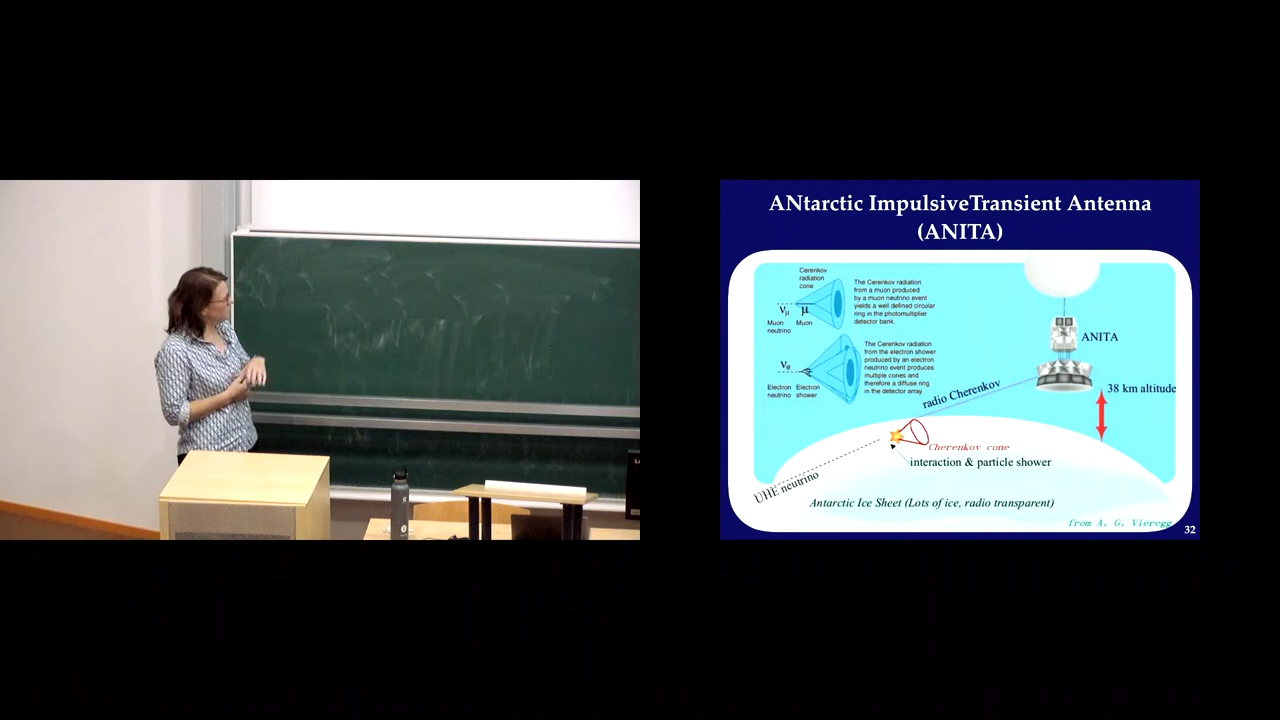 ANtarctic ImpulsiveTransient Antenna
(ANITA)
Cerenkov
radiation
cone
The Cerenkov radiation
from a muon produced
by a muon neutrino event
yields a well defined circular
ring in the photomultiplier
detector bank.
νμ μ
Muon
neutrino
Muon
The Cerenkov radiation
from the electron shower
produced by an electron
neutrino event produces
multiple cones and
therefore a diffuse ring
in the detector array.
νe
Electron
neutrino
Electron
shower
ANITA
38 km altitude
radio Cherenkov
Cherenkov cone
interaction & particle shower
UHE neutrino
Antarctic Ice Sheet (Lots of ice, radio transparent)
from A. G. Vieregg
32